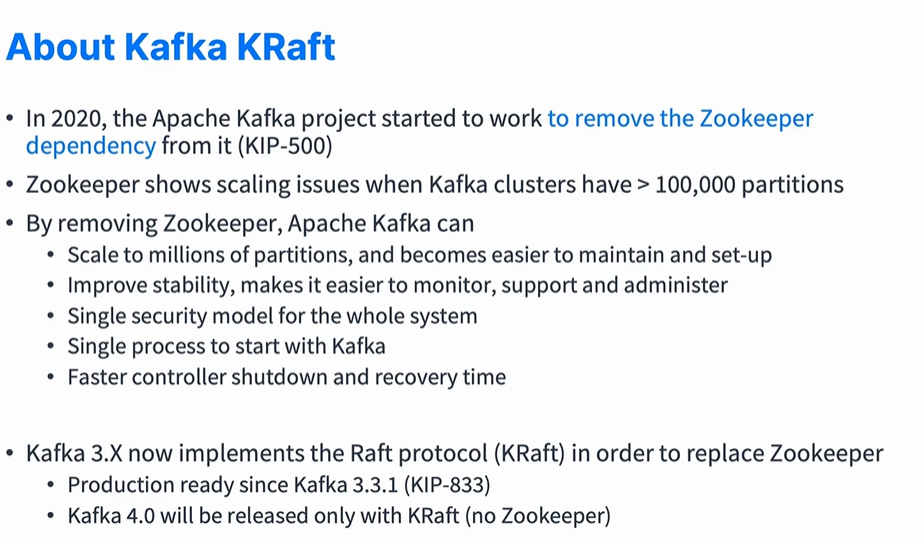 About Kafka KRaft
• In 2020, the Apache Kafka project started to work to remove the Zookeeper
dependency from it (KIP-500)
• Zookeeper shows scaling issues when Kafka clusters have > 100,000 partitions
• By removing Zookeeper, Apache Kafka can
• Scale to millions of partitions, and becomes easier to maintain and set-up
• Improve stability, makes it easier to monitor, support and administer
• Single security model for the whole system
• Single process to start with Kafka
• Faster controller shutdown and recovery time
• Kafka 3.X now implements the Raft protocol (KRaft) in order to replace Zookeeper
• Production ready since Kafka 3.3.1 (KIP-833)
• Kafka 4.0 will be released only with KRaft (no Zookeeper)